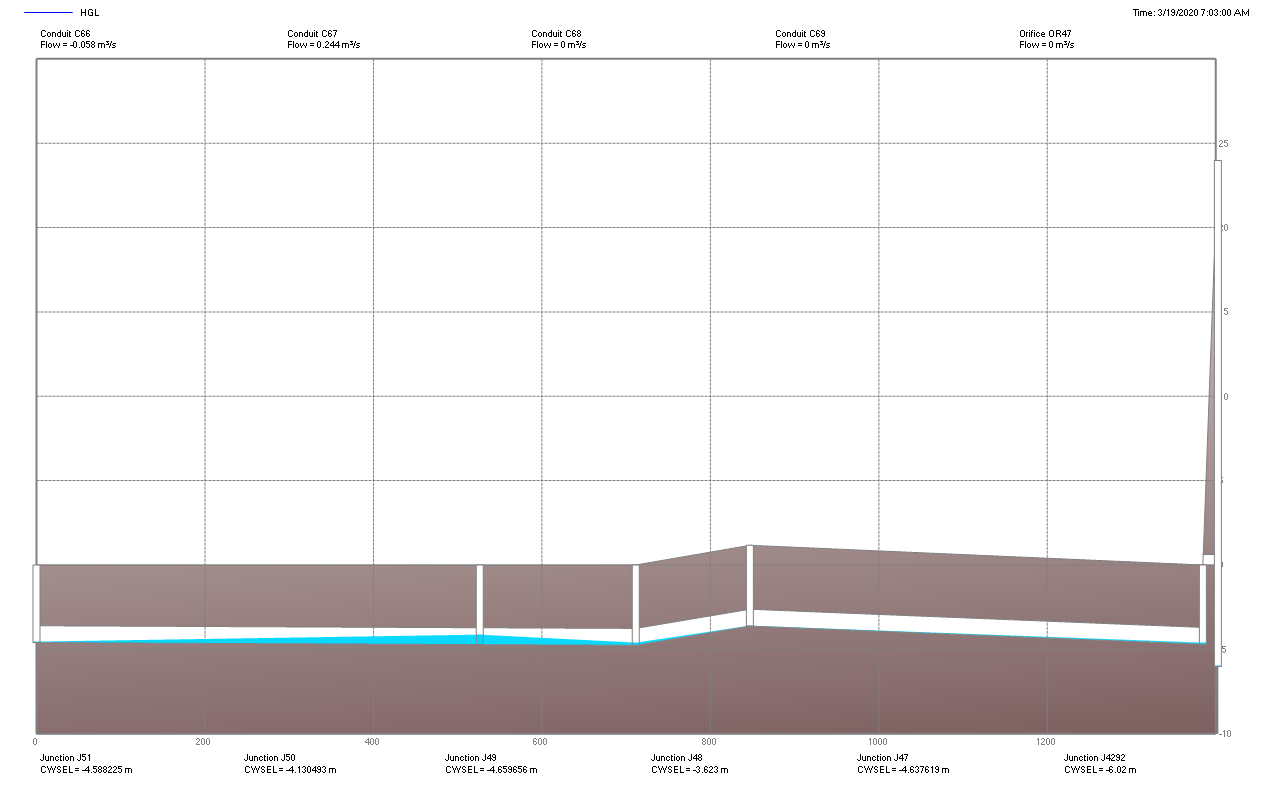 HGL
Time: 3/19/2020 7:03:00 AM
Conduit C66
Flow = -0.058 m³/s
Conduit C67
Flow = 0.244 m³/s
Conduit C68
Flow = 0 m³/s
Conduit C69
Flow = 0 m³/s
Orifice OR47
Flow = 0 m³/s
25
20
5
0
5
5
-10
0
200
400
600
800
1000
1200
Junction J51
CWSEL = -4.588225 m
Junction J50
CWSEL = -4.130493 m
Junction J49
CWSEL = -4.659656 m
Junction J48
CWSEL = -3.623 m
Junction J47
CWSEL = -4.637619 m
Junction J4292
CWSEL = -6.02 m